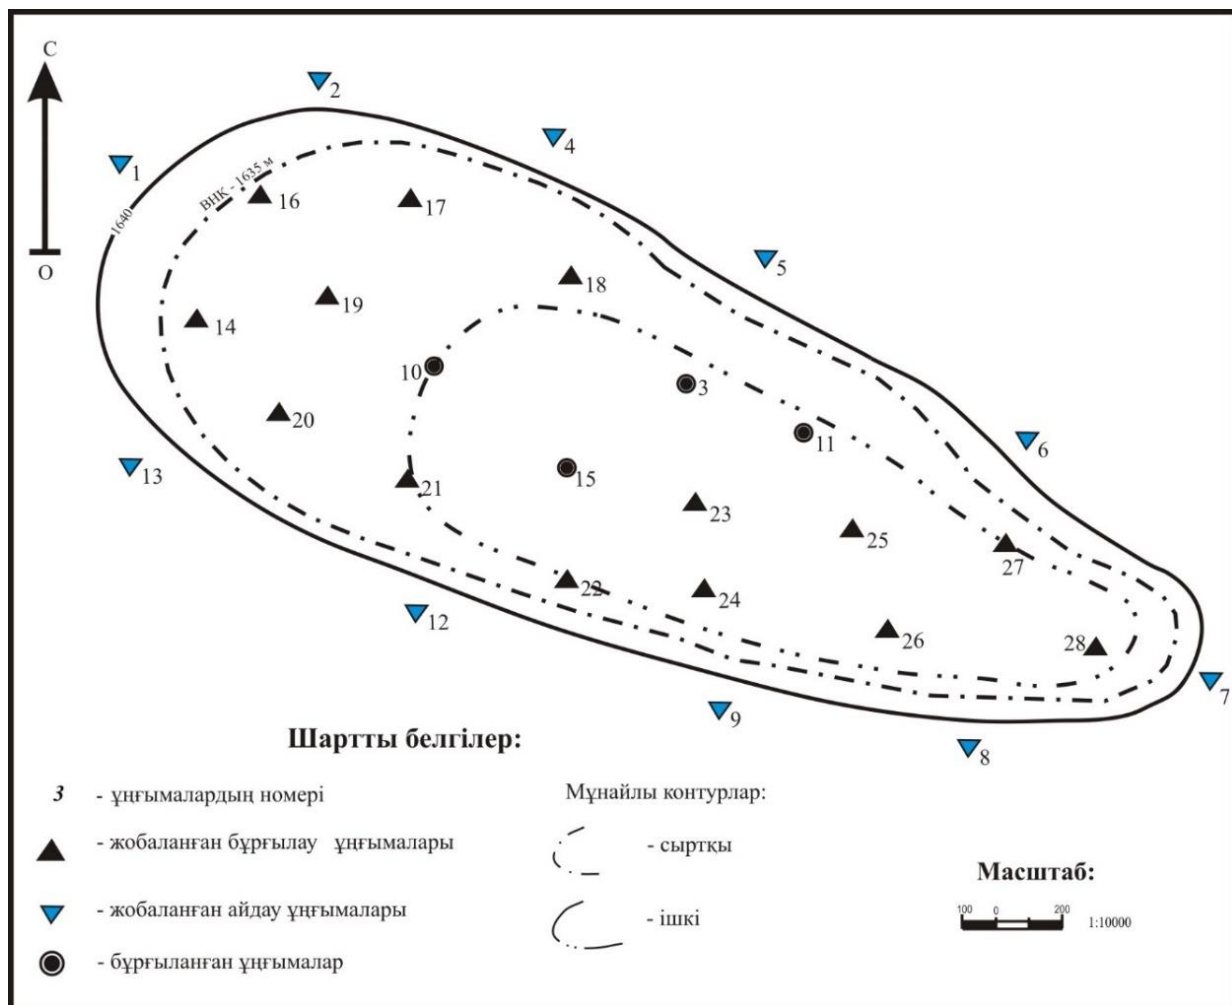 С
2
4
1
ВНК - 1635 м
16
17
1640
5
О
18
19
14
10
3
20
11
6
13
21
15
23
25
27
22
24
12
26
28
7
9
8
Шартты белгілер:
3 - ұңғымалардың номері
- жобаланған бұрғылау ұңғымалары
- жобаланған айдау ұңғымалары
- бұрғыланған ұңғымалар
Мұнайлы контурлар:
- сыртқы
- ішкі
Масштаб:
100 0 200
1:10000